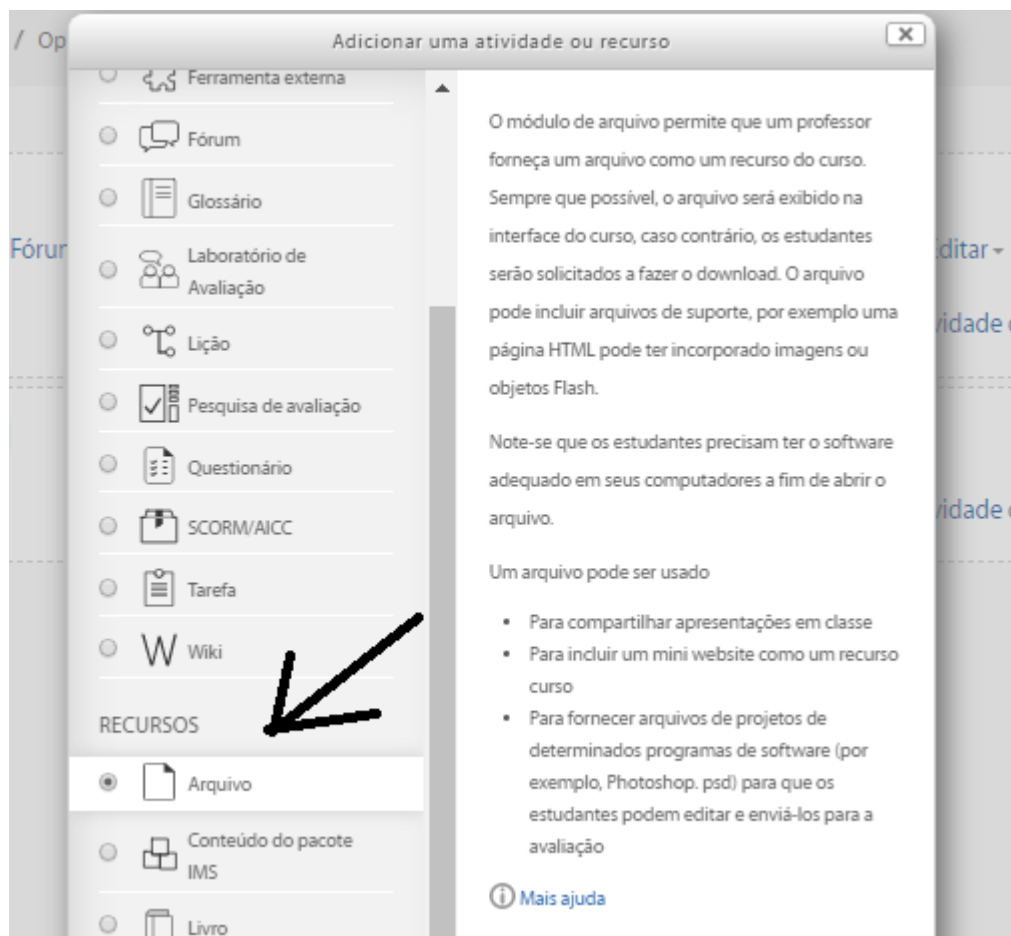 / Op
Adicionar uma atividade ou recurso
Ferramenta externa
Fórum
Glossário
Laboratório de
Avaliação
Lição
Pesquisa de avaliação
Questionário
SCORM/AICC
Tarefa
Wiki
RECURSOS
Arquivo
Conteúdo do pacote
IMS
Livro
O módulo de arquivo permite que um professor
forneça um arquivo como um recurso do curso.
Sempre que possível, o arquivo será exibido na
interface do curso, caso contrário, os estudantes
serão solicitados a fazer o download. O arquivo
pode incluir arquivos de suporte, por exemplo uma
página HTML pode ter incorporado imagens ou
objetos Flash.
Note-se que os estudantes precisam ter o software
adequado em seus computadores a fim de abrir o
arquivo.
Um arquivo pode ser usado
• Para compartilhar apresentações em classe
• Para incluir um mini website como um recurso
curso
• Para fornecer arquivos de projetos de
determinados programas de software (por
exemplo, Photoshop. psd) para que os
estudantes podem editar e enviá-los para a
avaliação
Mais ajuda
Fórur
ditar
vidade
vidade